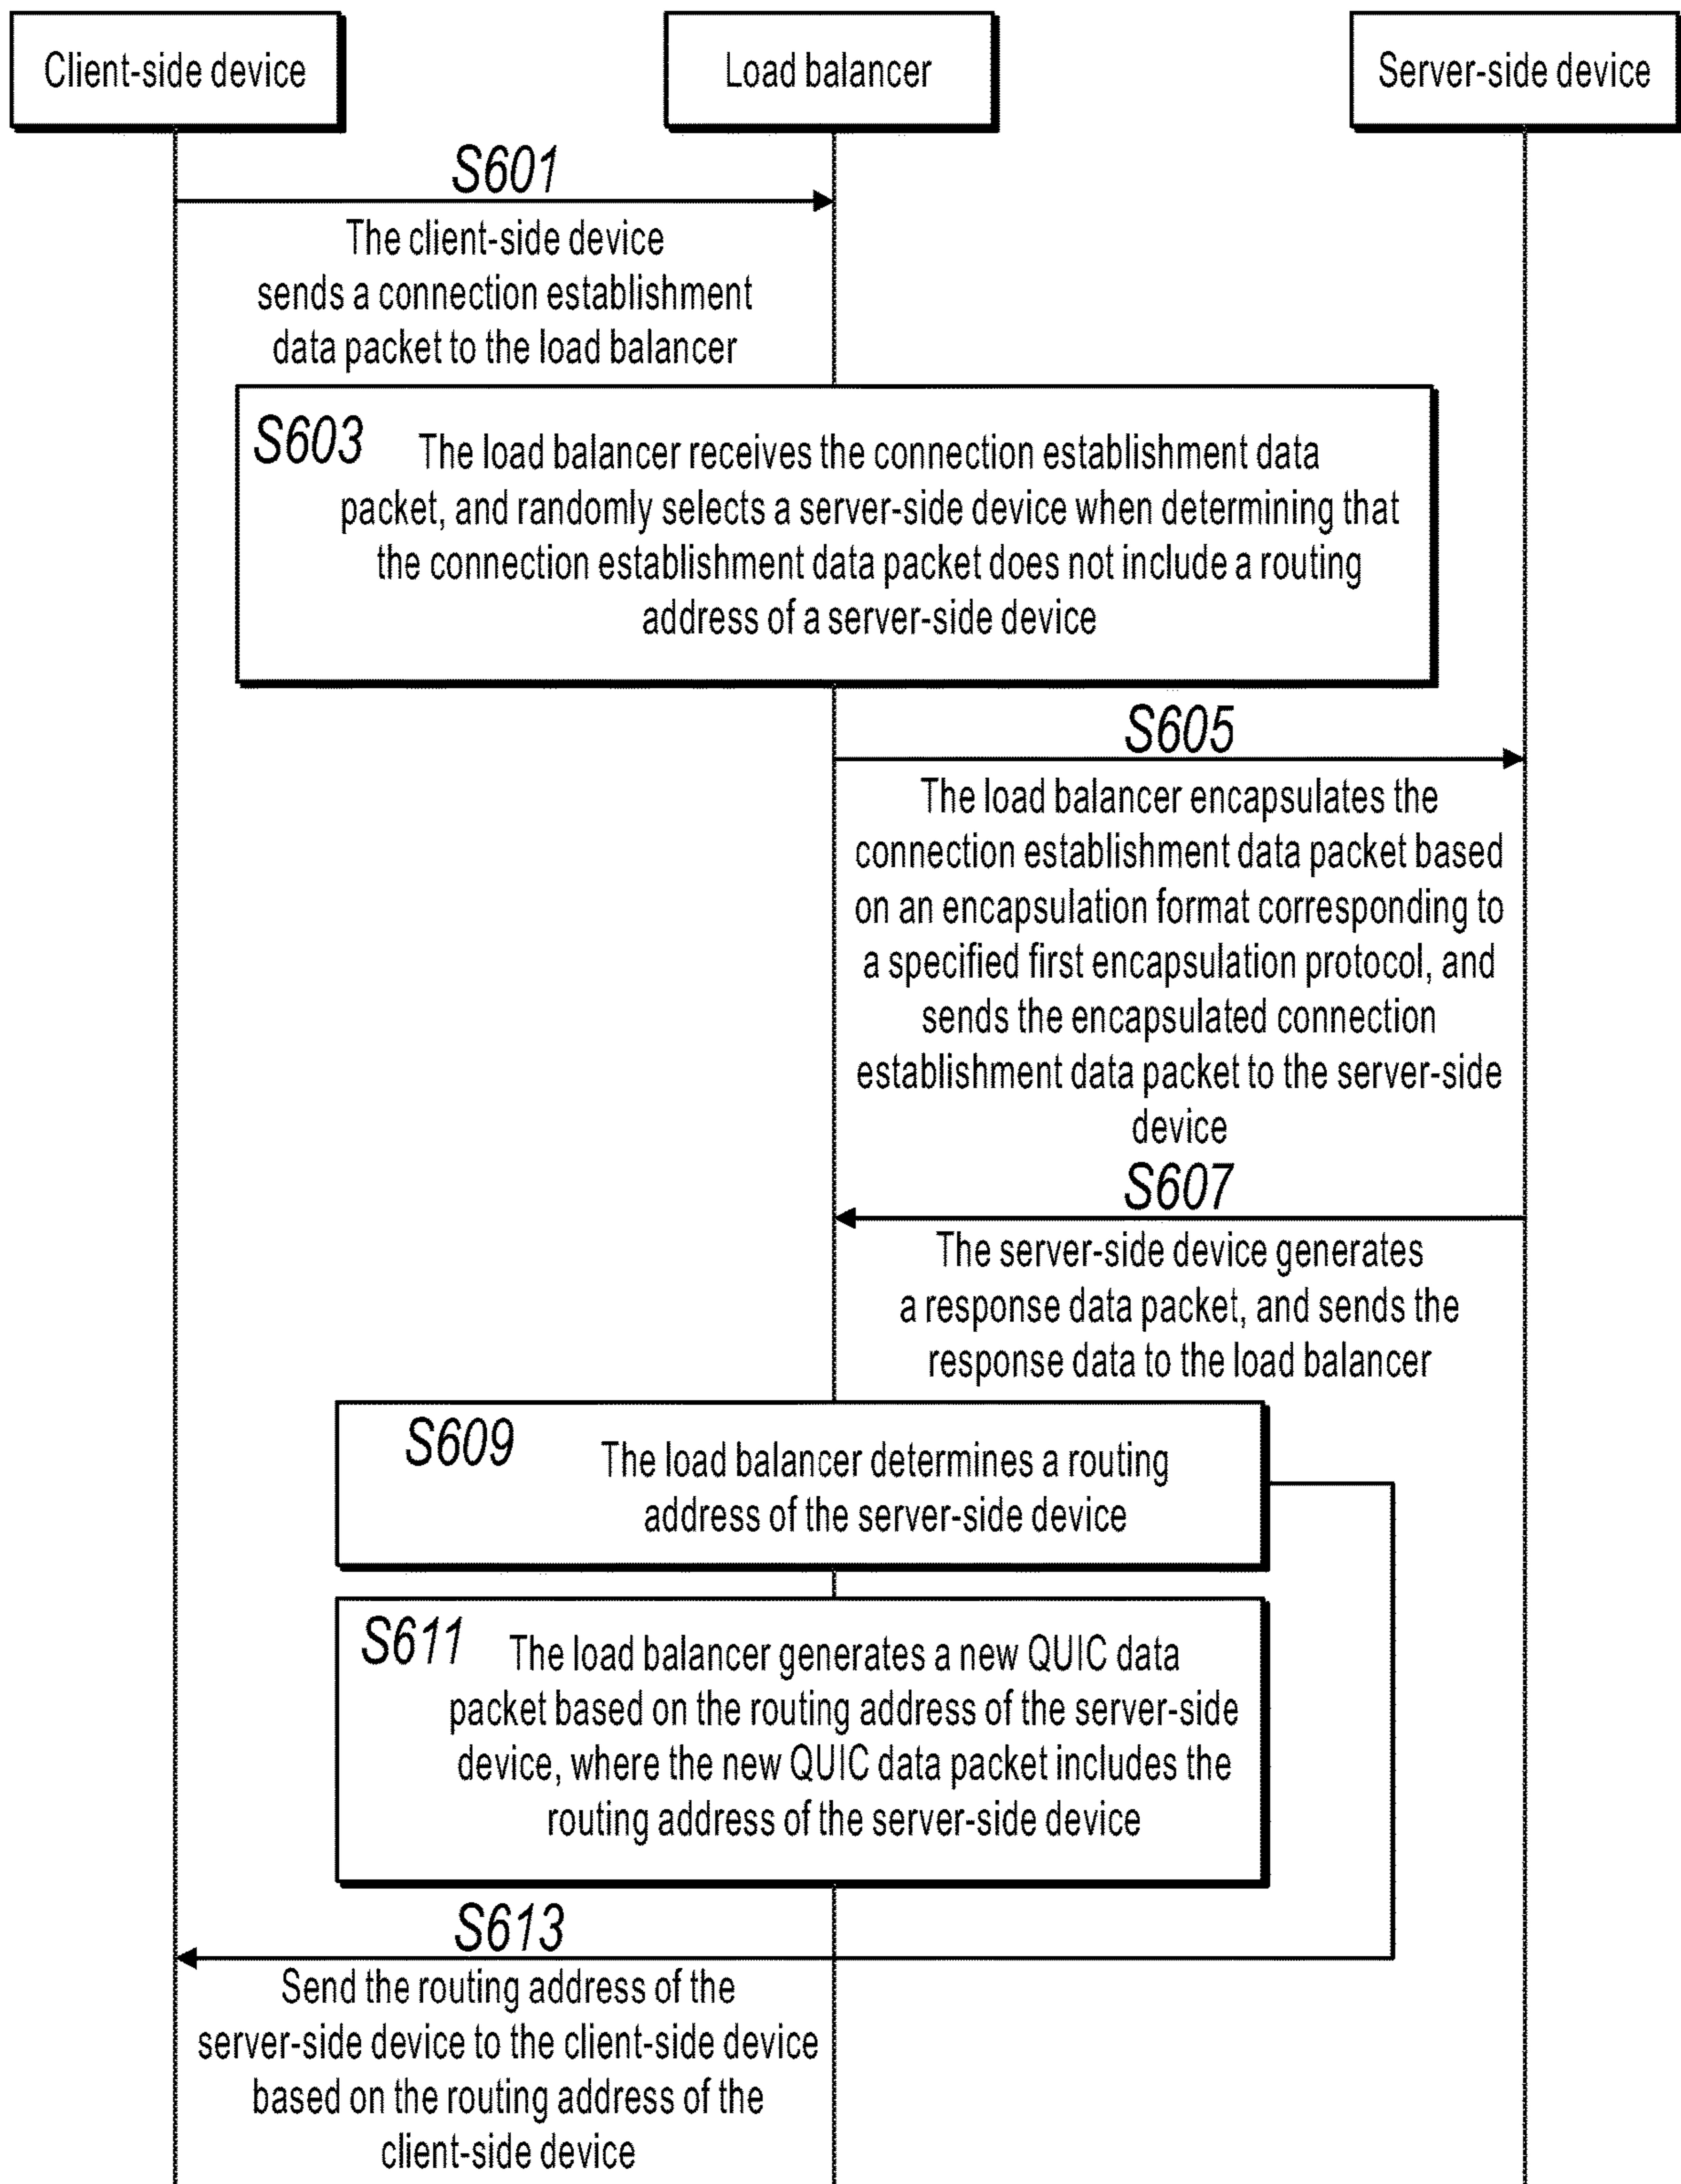 Client-side device
Load balancer
Server-side device
S601
The client-side device
sends a connection establishment
data packet to the load balancer
S603
The load balancer receives the connection establishment data
packet, and randomly selects a server-side device when determining that
the connection establishment data packet does not include a routing
address of a server-side device
S605
The load balancer encapsulates the
connection establishment data packet based
on an encapsulation format corresponding to
a specified first encapsulation protocol, and
sends the encapsulated connection
establishment data packet to the server-side
device
S607
The server-side device generates
a response data packet, and sends the
response data to the load balancer
S609
The load balancer determines a routing
address of the server-side device
S611
The load balancer generates a new QUIC data
packet based on the routing address of the server-side
device, where the new QUIC data packet includes the
routing address of the server-side device
S613
Send the routing address of the
server-side device to the client-side device
based on the routing address of the
client-side device